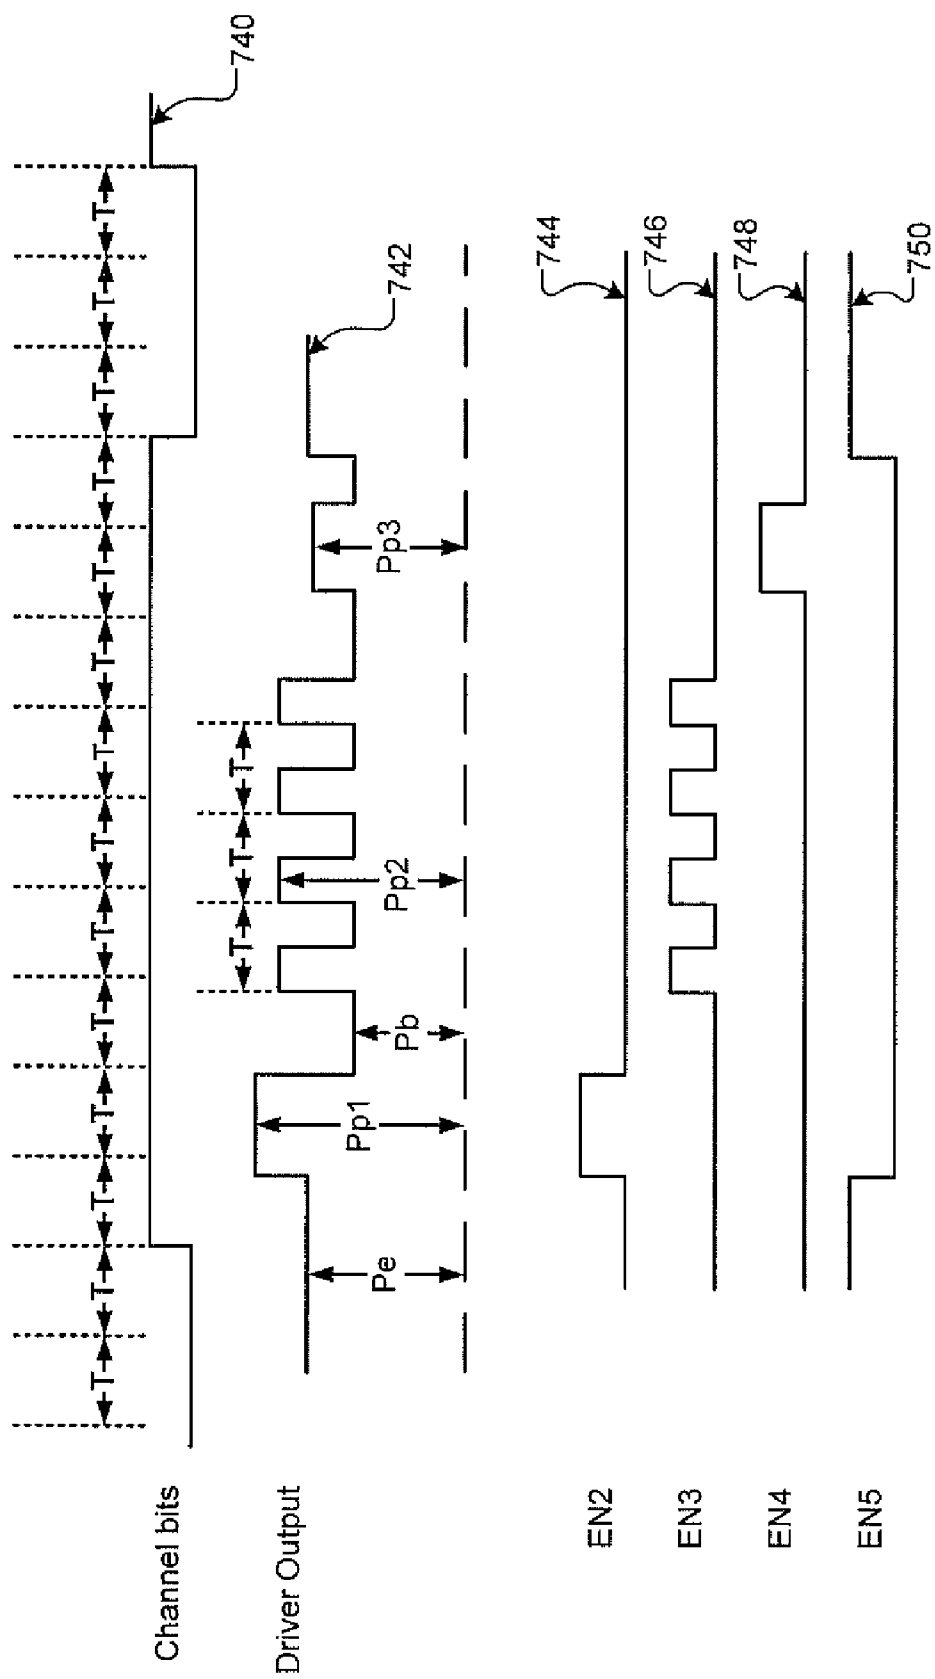 T T T T T T T T T T T T T T
Channel bits 740
T T T
Driver Output 742
Pe Pp1 Pb Pp2 Pp3
EN2 744
EN3 746
EN4 748
EN5 750